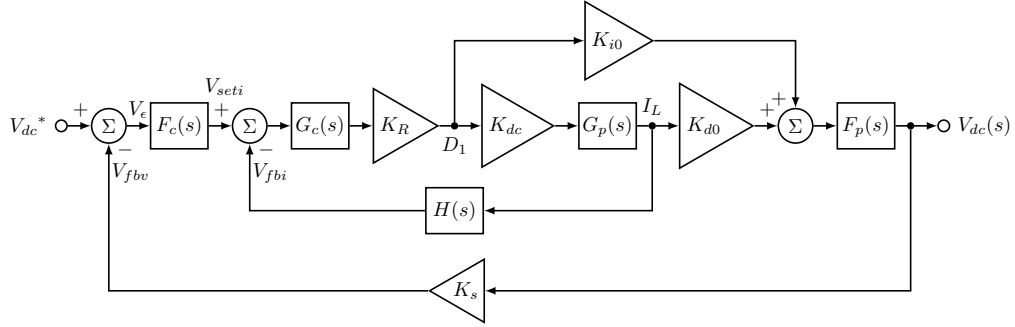 K_{i0}
V_{dc}^* + Σ V_ϵ F_c(s) V_{seti} + Σ G_c(s) K_R D_1 K_{dc} G_p(s) I_L K_{d0} + + Σ F_p(s) V_{dc}(s)
− V_{fbv} − V_{fbi}
H(s)
K_s